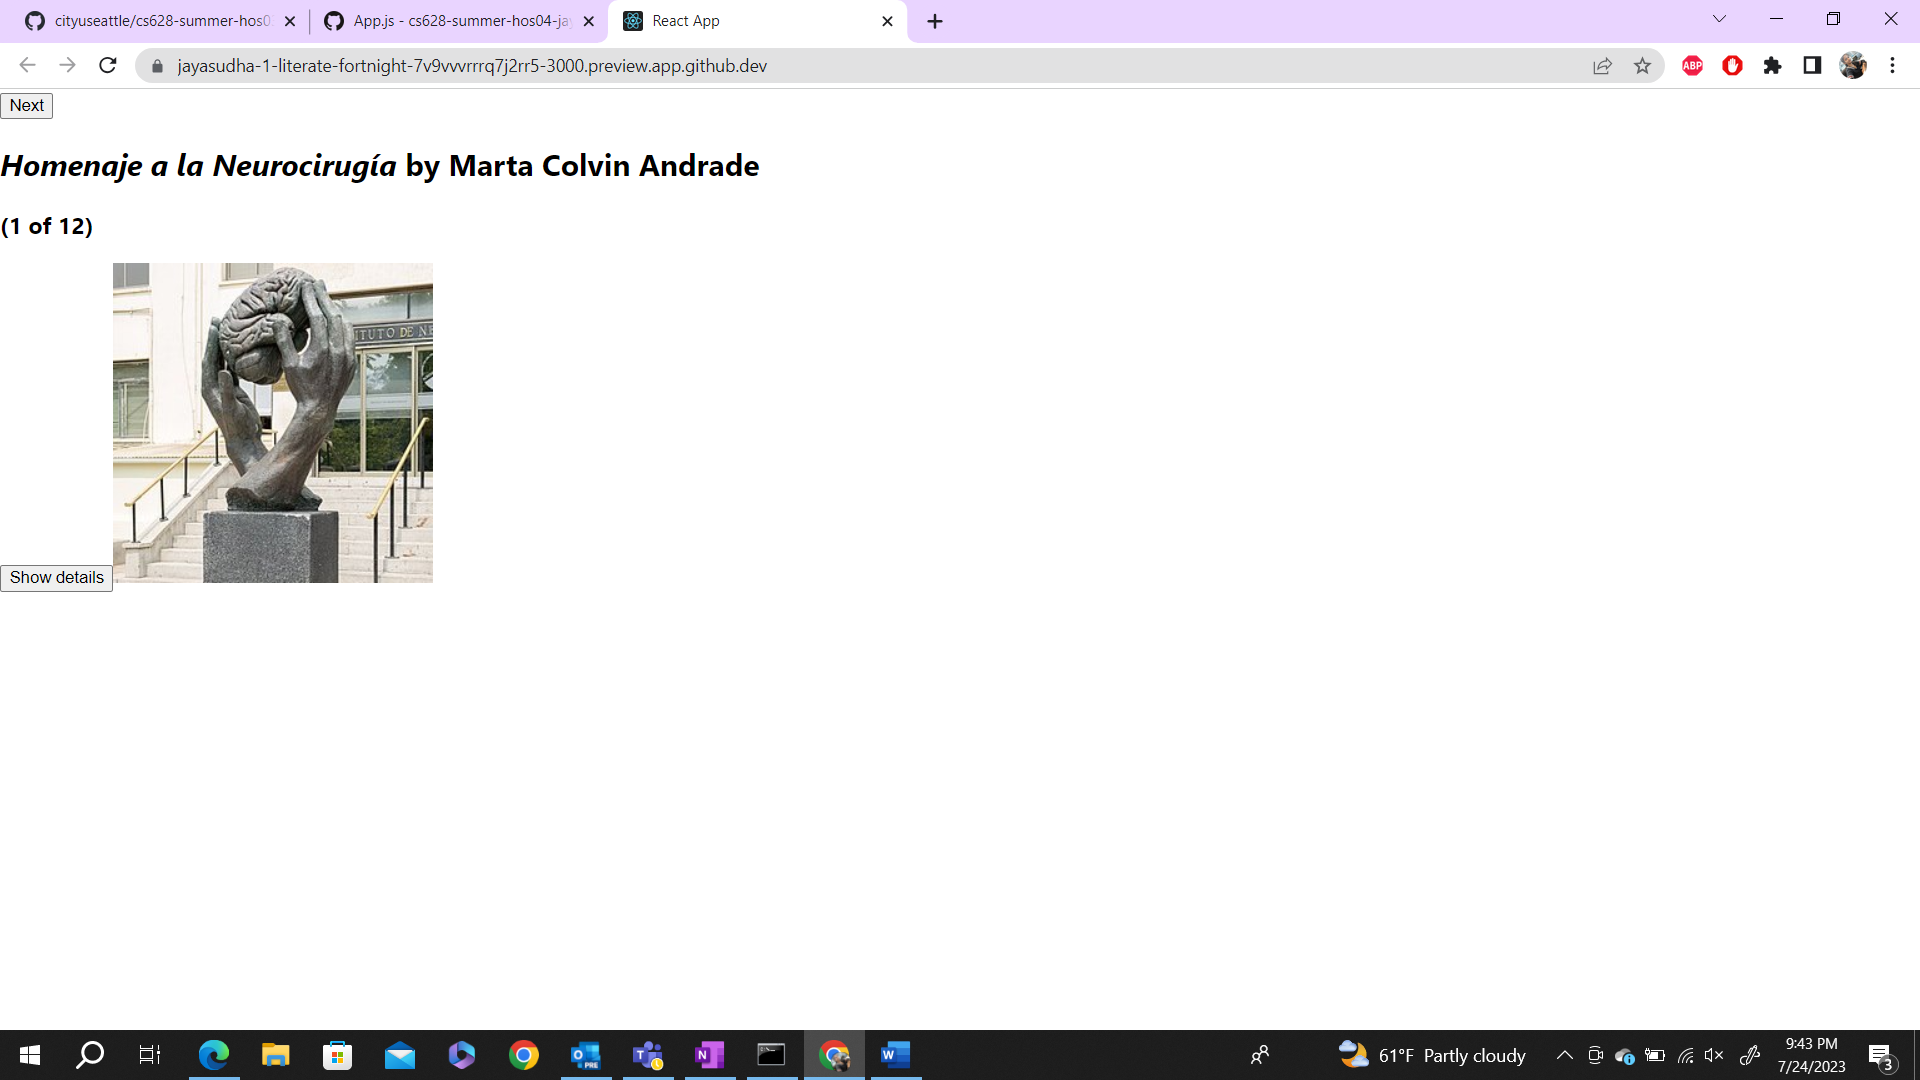 cityuseattle/cs628-summer-hos0
App.js - cs628-summer-hos04-ja
React App
jayasudha-1-literate-fortnight-7v9vvvrrrq7j2rr5-3000.preview.app.github.dev
ABP
Next
Homenaje a la Neurocirugía by Marta Colvin Andrade
(1 of 12)
ITUTO DE NE
Show details
61°F Partly cloudy
9:43 PM
7/24/2023
3